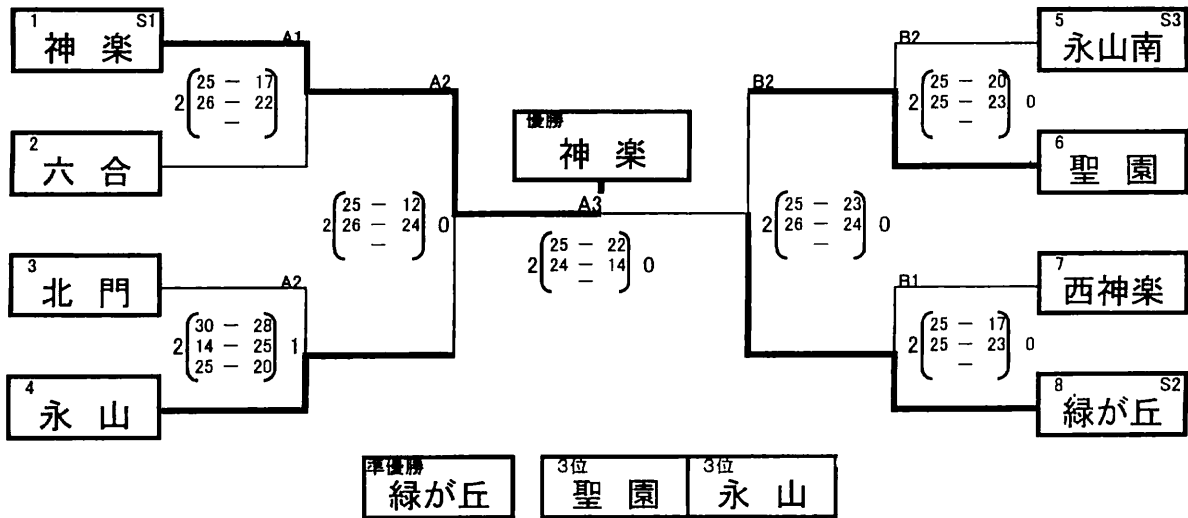 1 S1
神 楽
A1
2 25 － 17
26 － 22
－
2
六 合
A2
2 25 － 12 0
26 － 24
－
3
北 門
A2
2 30 － 28 1
14 － 25
25 － 20
4
永 山
優勝
神 楽
A3
2 25 － 22 0
24 － 14
－
B2
5 S3
永山南
B2
2 25 － 20 0
25 － 23
－
6
聖 園
2 25 － 23 0
26 － 24
－
7
西神楽
B1
2 25 － 17 0
25 － 23
－
8 S2
緑が丘
準優勝
緑が丘
3位
聖 園
3位
永 山